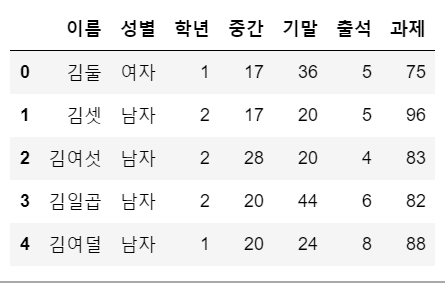 이름 성별 학년 중간 기말 출석 과제
0 김둘 여자 1 17 36 5 75
1 김셋 남자 2 17 20 5 96
2 김여섯 남자 2 28 20 4 83
3 김일곱 남자 2 20 44 6 82
4 김여덜 남자 1 20 24 8 88